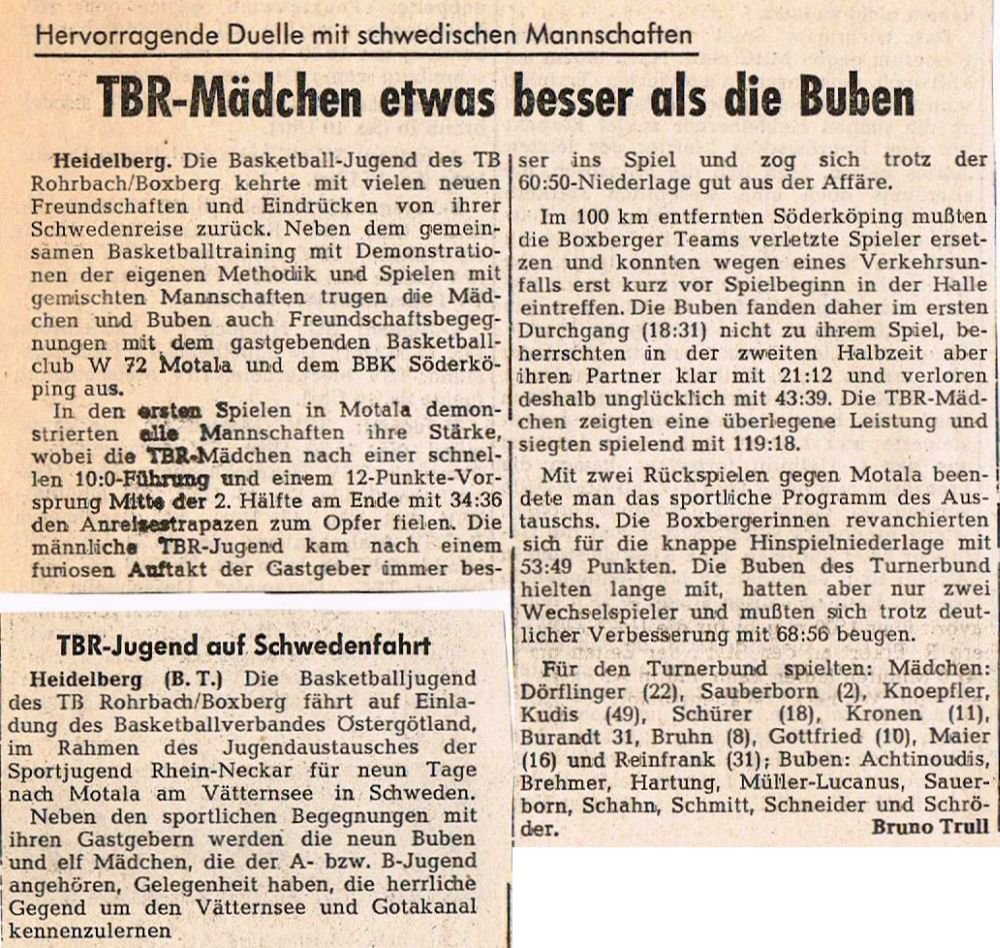 Hervorragende Duelle mit schwedischen Mannschaften
TBR-Mädchen etwas besser als die Buben
Heidelberg. Die Basketball-Jugend des TB
Rohrbach/Boxberg kehrte mit vielen neuen
Freundschaften und Eindrücken von ihrer
Schwedenreise zurück. Neben dem gemein-
samen Basketballtraining mit Demonstratio-
nen der eigenen Methodik und Spielen mit
gemischten Mannschaften trugen die Mäd-
chen und Buben auch Freundschaftsbegeg-
nungen mit dem gastgebenden Basketball-
club W 72 Motala und dem BBK Söderkö-
ping aus.
In den ersten Spielen in Motala demon-
strierten alle Mannschaften ihre Stärke,
wobei die TBR-Mädchen nach einer schnel-
len 10:0-Führung und einem 12-Punkte-Vor-
sprung Mitte der 2. Hälfte am Ende mit 34:36
den Anreisestrapazen zum Opfer fielen. Die
männliche TBR-Jugend kam nach einem
furiosen Auftakt der Gastgeber immer bes-
ser ins Spiel und zog sich trotz der
60:50-Niederlage gut aus der Affäre.
Im 100 km entfernten Söderköping mußten
die Boxberger Teams verletzte Spieler erset-
zen und konnten wegen eines Verkehrsun-
falls erst kurz vor Spielbeginn in der Halle
eintreffen. Die Buben fanden daher im ersten
Durchgang (18:31) nicht zu ihrem Spiel, be-
herrschten in der zweiten Halbzeit aber
ihren Partner klar mit 21:12 und verloren
deshalb unglücklich mit 43:39. Die TBR-Mäd-
chen zeigten eine überlegene Leistung und
siegten spielend mit 119:18.
Mit zwei Rückspielen gegen Motala been-
dete man das sportliche Programm des Aus-
tauschs. Die Boxbergerinnen revanchierten
sich für die knappe Hinspielniederlage mit
53:49 Punkten. Die Buben des Turnerbund
hielten lange mit, hatten aber nur zwei
Wechselspieler und mußten sich trotz deut-
licher Verbesserung mit 68:56 beugen.
Für den Turnerbund spielten: Mädchen:
Dörflinger (22), Sauberborn (2), Knoepfler,
Kudis (49), Schürer (18), Kronen (11),
Burandt 31, Bruhn (8), Gottfried (10), Maier
(16) und Reinfrank (31); Buben: Achtinoudis,
Brehmer, Hartung, Müller-Lucanus, Sauer-
born, Schahn, Schmitt, Schneider und Schrö-
der. Bruno Trull
TBR-Jugend auf Schwedenfahrt
Heidelberg (B. T.) Die Basketballjugend
des TB Rohrbach/Boxberg fährt auf Einla-
dung des Basketballverbandes Östergötland,
im Rahmen des Jugendaustausches der
Sportjugend Rhein-Neckar für neun Tage
nach Motala am Vätternsee in Schweden.
Neben den sportlichen Begegnungen mit
ihren Gastgebern werden die neun Buben
und elf Mädchen, die der A- bzw. B-Jugend
angehören, Gelegenheit haben, die herrliche
Gegend um den Vätternsee und Gotakanal
kennenzulernen